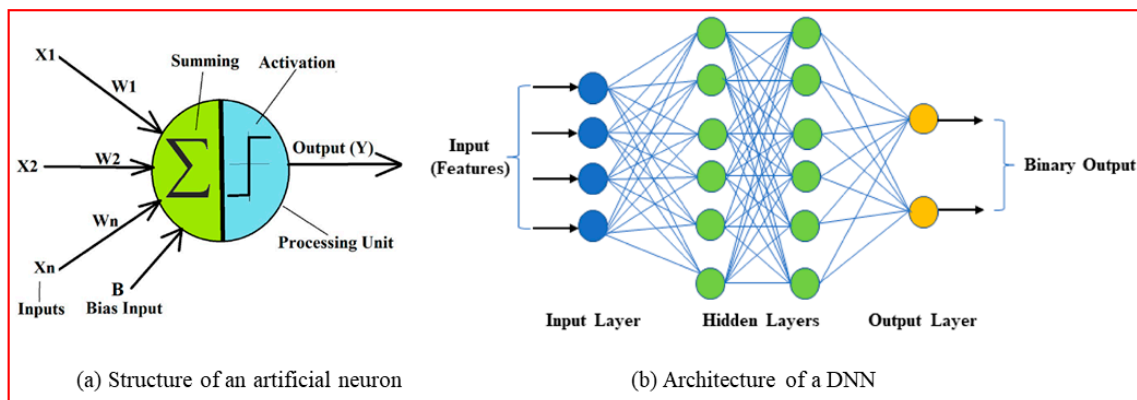 X1
W1
Summing
Activation
X2
W2
Σ
Output (Y)
Wn
Xn
Inputs
B
Bias Input
Processing Unit
(a) Structure of an artificial neuron
Input
(Features)
Binary Output
Input Layer
Hidden Layers
Output Layer
(b) Architecture of a DNN